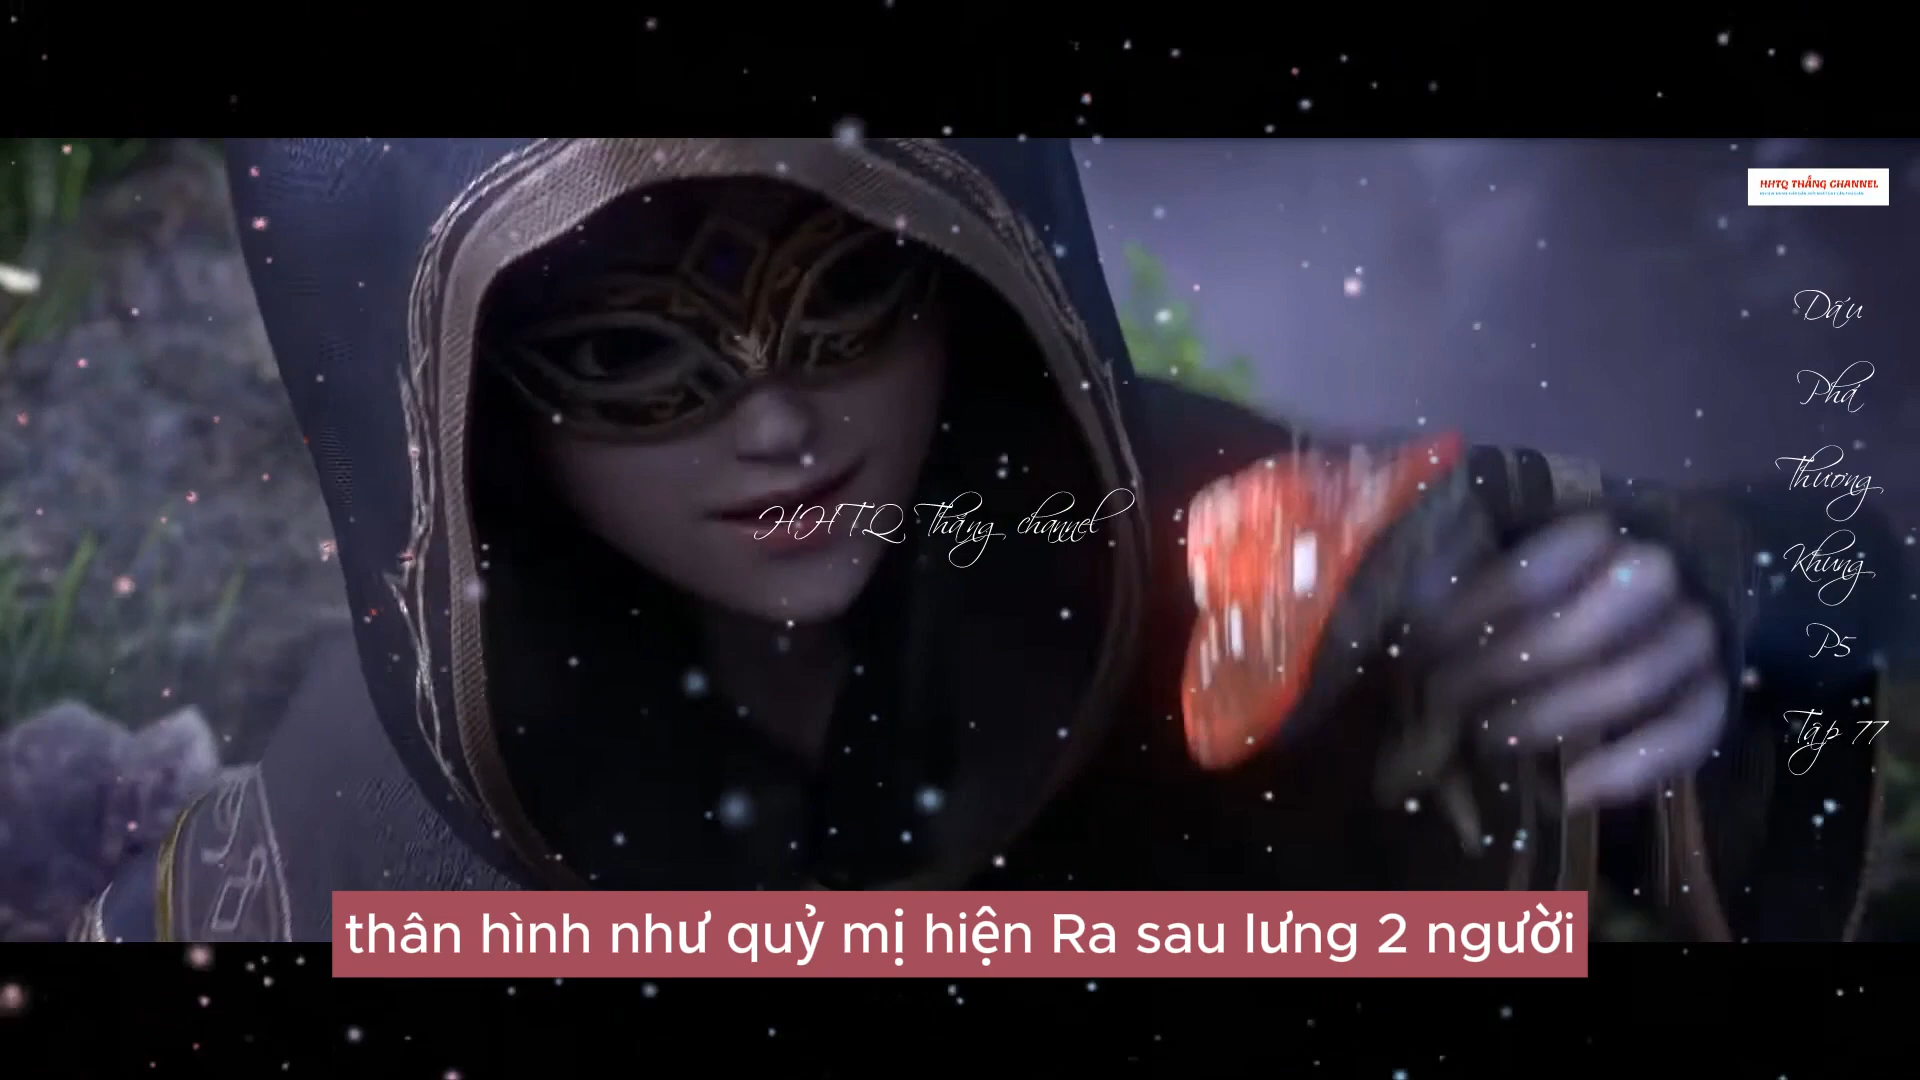 HHTQ THẮNG CHANNEL
Dấu
Phá
Thương
Khung
P5
Tập 77
HHTQ Thắng channel
thân hình như quỷ mị hiện Ra sau lưng 2 người